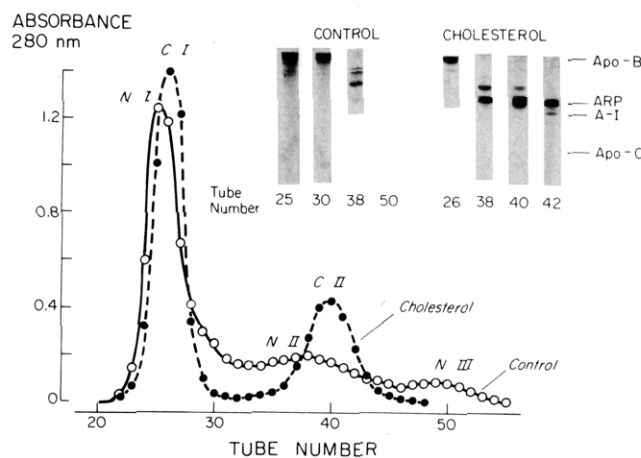 ABSORBANCE
280 nm
CONTROL
CHOLESTEROL
Apo-B
ARP
A-I
Apo-C
Tube
Number
25 30 38 50
26 38 40 42
C I
N I
C II
Cholesterol
N II
N III
Control
1.2
0.8
0.4
0
20 30 40 50
TUBE NUMBER